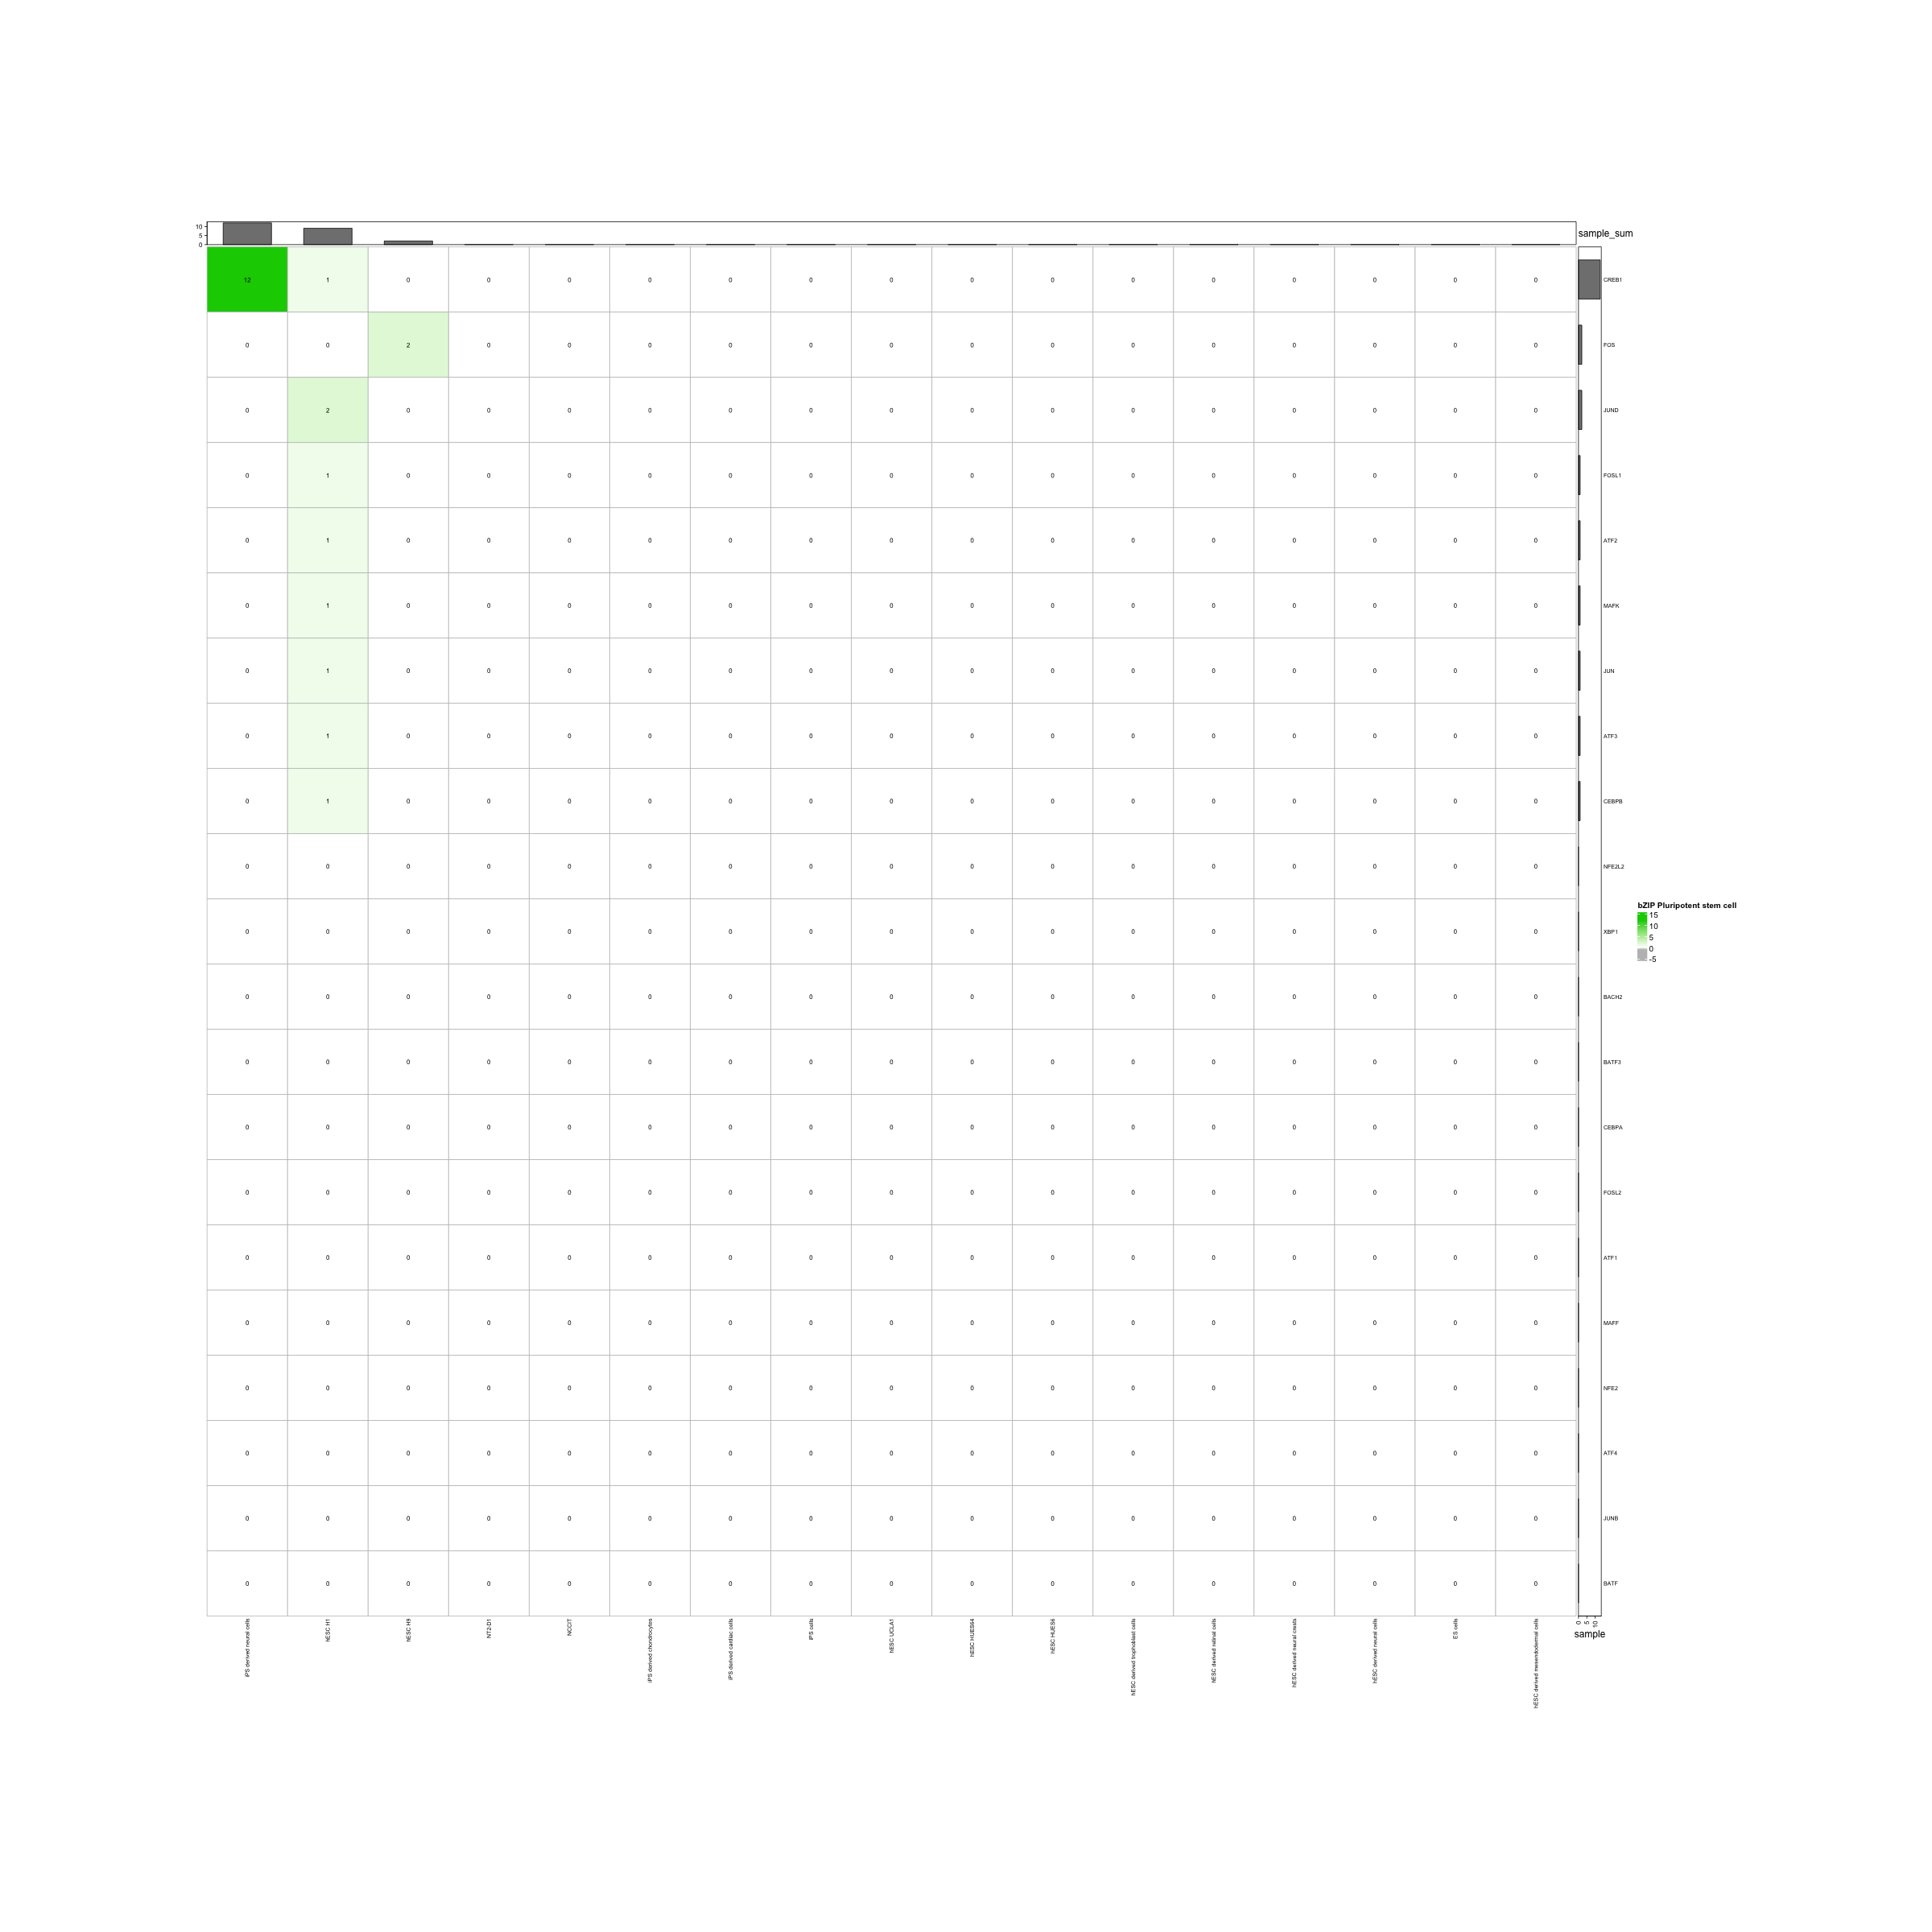 10
5
0
sample_sum
12 1 0 0 0 0 0 0 0 0 0 0 0 0 0 0 0 CREB1
0 0 2 0 0 0 0 0 0 0 0 0 0 0 0 0 0 FOS
0 2 0 0 0 0 0 0 0 0 0 0 0 0 0 0 0 JUND
0 1 0 0 0 0 0 0 0 0 0 0 0 0 0 0 0 FOSL1
0 1 0 0 0 0 0 0 0 0 0 0 0 0 0 0 0 ATF2
0 1 0 0 0 0 0 0 0 0 0 0 0 0 0 0 0 MAFK
0 1 0 0 0 0 0 0 0 0 0 0 0 0 0 0 0 JUN
0 1 0 0 0 0 0 0 0 0 0 0 0 0 0 0 0 ATF3
0 1 0 0 0 0 0 0 0 0 0 0 0 0 0 0 0 CEBPB
0 0 0 0 0 0 0 0 0 0 0 0 0 0 0 0 0 NFE2L2
0 0 0 0 0 0 0 0 0 0 0 0 0 0 0 0 0 XBP1
0 0 0 0 0 0 0 0 0 0 0 0 0 0 0 0 0 BACH2
0 0 0 0 0 0 0 0 0 0 0 0 0 0 0 0 0 BATF3
0 0 0 0 0 0 0 0 0 0 0 0 0 0 0 0 0 CEBPA
0 0 0 0 0 0 0 0 0 0 0 0 0 0 0 0 0 FOSL2
0 0 0 0 0 0 0 0 0 0 0 0 0 0 0 0 0 ATF1
0 0 0 0 0 0 0 0 0 0 0 0 0 0 0 0 0 MAFF
0 0 0 0 0 0 0 0 0 0 0 0 0 0 0 0 0 NFE2
0 0 0 0 0 0 0 0 0 0 0 0 0 0 0 0 0 ATF4
0 0 0 0 0 0 0 0 0 0 0 0 0 0 0 0 0 JUNB
0 0 0 0 0 0 0 0 0 0 0 0 0 0 0 0 0 BATF
iPS derived neural cells
hESC H1
hESC H9
NT2-D1
NCCIT
iPS derived chondrocytes
iPS derived cardiac cells
iPS cells
hESC UCLA1
hESC HUES64
hESC HUES6
hESC derived trophoblast cells
hESC derived retinal cells
hESC derived neural crests
hESC derived neural cells
ES cells
hESC derived mesendodermal cells
0
5
10
sample
bZIP Pluripotent stem cell
15
10
5
0
-5